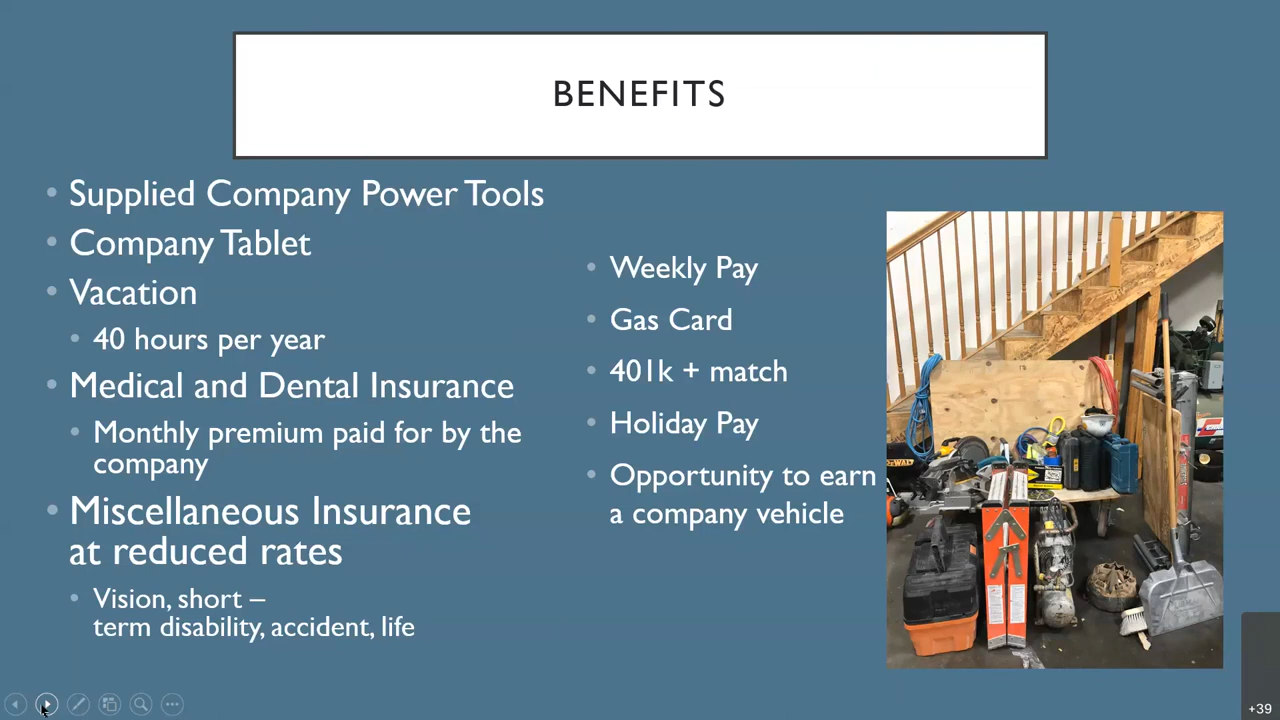 BENEFITS
• Supplied Company Power Tools
• Company Tablet
• Vacation
• 40 hours per year
• Medical and Dental Insurance
• Monthly premium paid for by the
company
• Miscellaneous Insurance
at reduced rates
• Vision, short –
term disability, accident, life
• Weekly Pay
• Gas Card
• 401k + match
• Holiday Pay
• Opportunity to earn
a company vehicle
DEWALT
+39